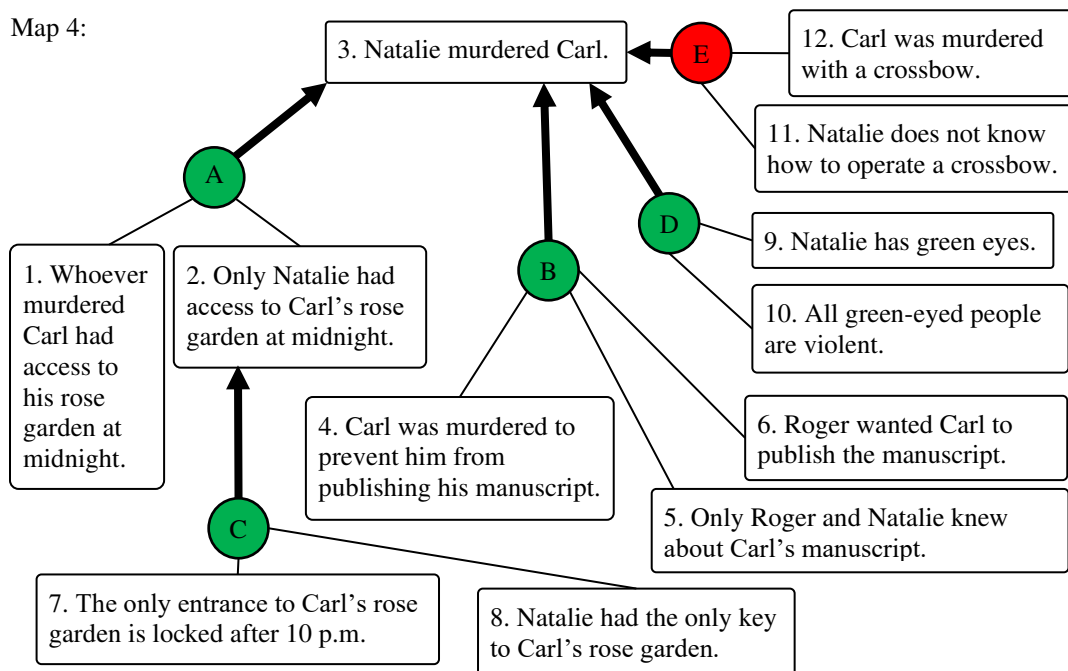 Map 4:
3. Natalie murdered Carl.
E
12. Carl was murdered
with a crossbow.
11. Natalie does not know
how to operate a crossbow.
A
D
9. Natalie has green eyes.
B
10. All green-eyed people
are violent.
1. Whoever
murdered
Carl had
access to
his rose
garden at
midnight.
2. Only Natalie had
access to Carl’s rose
garden at midnight.
4. Carl was murdered to
prevent him from
publishing his manuscript.
6. Roger wanted Carl to
publish the manuscript.
5. Only Roger and Natalie knew
about Carl’s manuscript.
C
7. The only entrance to Carl’s rose
garden is locked after 10 p.m.
8. Natalie had the only key
to Carl’s rose garden.